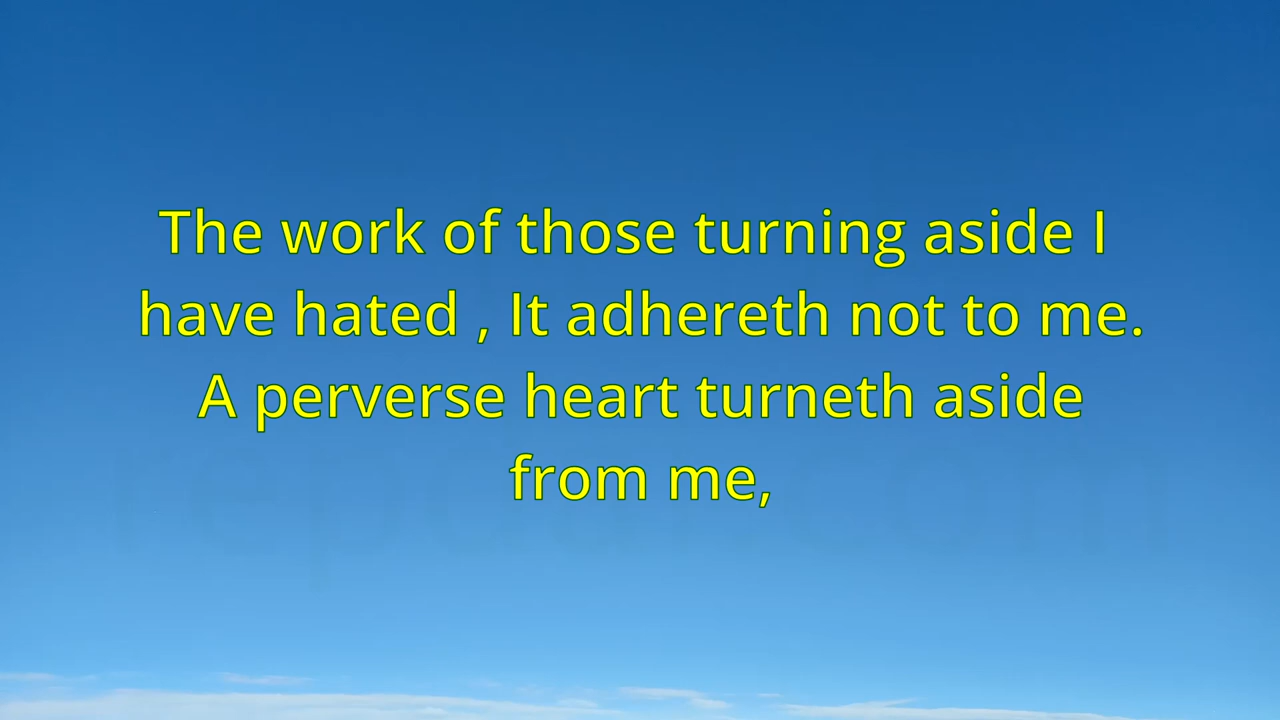 The work of those turning aside I
have hated , It adhereth not to me.
A perverse heart turneth aside
from me,